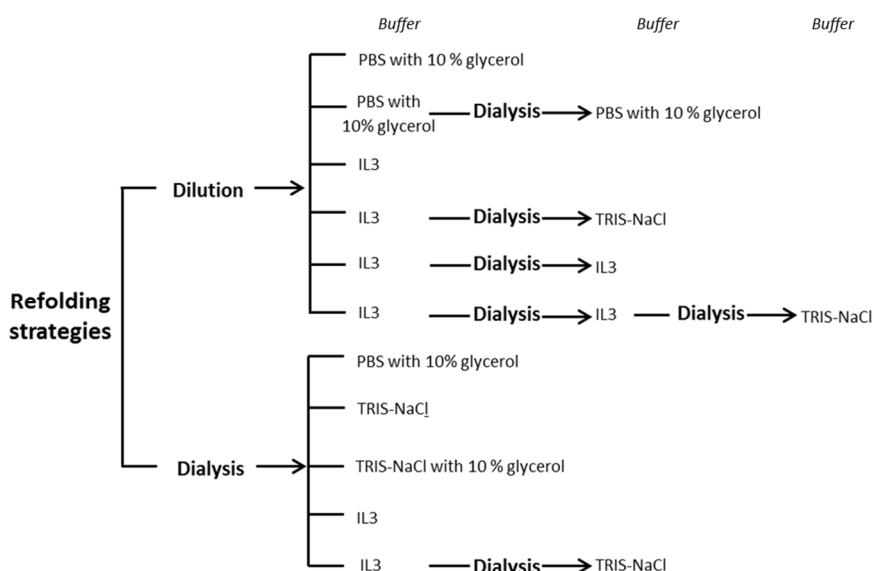 Buffer Buffer Buffer
PBS with 10 % glycerol
PBS with
10% glycerol Dialysis PBS with 10 % glycerol
IL3
Dilution
IL3 Dialysis TRIS-NaCl
IL3 Dialysis IL3
Refolding
strategies
IL3 Dialysis IL3 Dialysis TRIS-NaCl
PBS with 10% glycerol
TRIS-NaCl
Dialysis
TRIS-NaCl with 10 % glycerol
IL3
IL3 Dialysis TRIS-NaCl